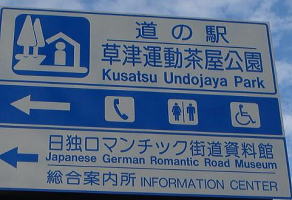 道の駅
草津運動茶屋公園
Kusatsu Undojaya Park
日独ロマンチック街道資料館
Japanese German Romantic Road Museum
総合案内所 INFORMATION CENTER